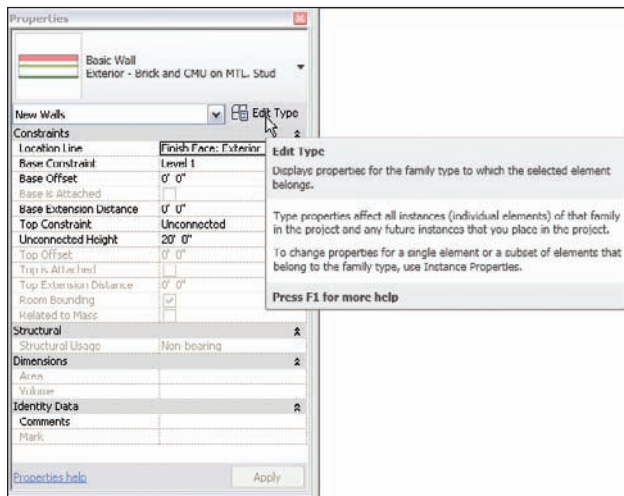 Properties
Basic Wall
Exterior - Brick and CMU on MTL. Stud
New Walls
Edit Type
Constraints
Location Line Finish Face: Exterior
Base Constraint Level 1
Base Offset 0' 0"
Base is Attached
Base Extension Distance 0' 0"
Top Constraint Unconnected
Unconnected Height 20' 0"
Top Offset 0' 0"
Top is Attached
Top Extension Distance 0' 0"
Room Bounding
Related to Mass
Structural
Structural Usage Non-bearing
Dimensions
Area
Volume
Identity Data
Comments
Mark
Properties help
Apply
Edit Type
Displays properties for the family type to which the selected element
belongs.
Type properties affect all instances (individual elements) of that family
in the project and any future instances that you place in the project.
To change properties for a single element or a subset of elements that
belong to the family type, use Instance Properties.
Press F1 for more help